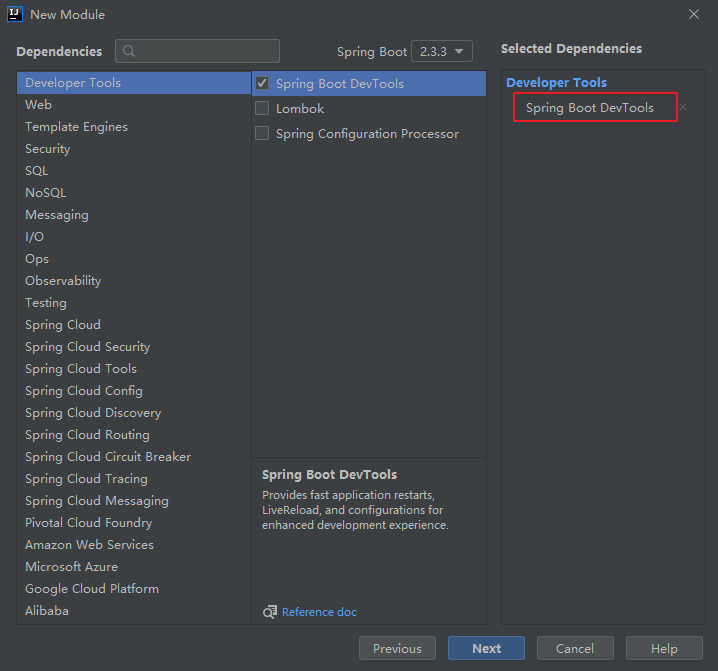 New Module
Dependencies
Spring Boot 2.3.3
Selected Dependencies
Developer Tools
Web
Template Engines
Security
SQL
NoSQL
Messaging
I/O
Ops
Observability
Testing
Spring Cloud
Spring Cloud Security
Spring Cloud Tools
Spring Cloud Config
Spring Cloud Discovery
Spring Cloud Routing
Spring Cloud Circuit Breaker
Spring Cloud Tracing
Spring Cloud Messaging
Pivotal Cloud Foundry
Amazon Web Services
Microsoft Azure
Google Cloud Platform
Alibaba
Spring Boot DevTools
Lombok
Spring Configuration Processor
Spring Boot DevTools
Provides fast application restarts,
LiveReload, and configurations for
enhanced development experience.
Reference doc
Developer Tools
Spring Boot DevTools
Previous
Next
Cancel
Help